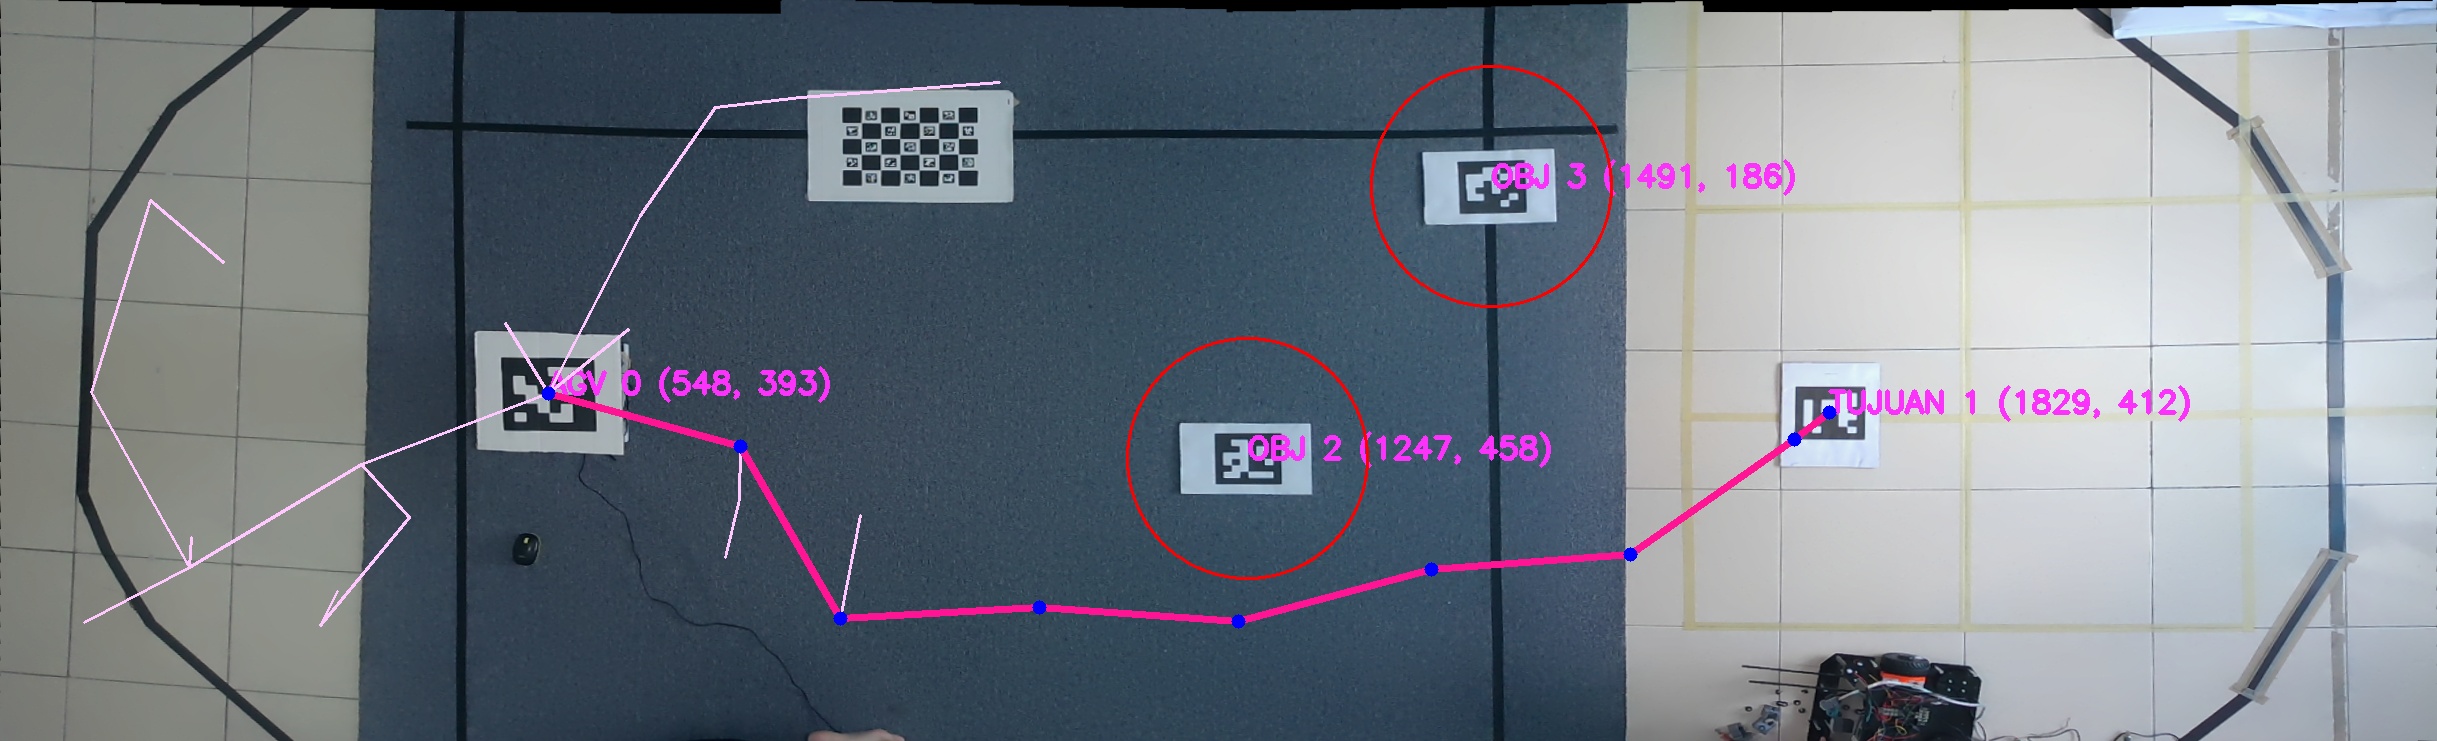 OBJ 3 (1491, 186)
AGV 0 (548, 393)
TUJUAN 1 (1829, 412)
OBJ 2 (1247, 458)